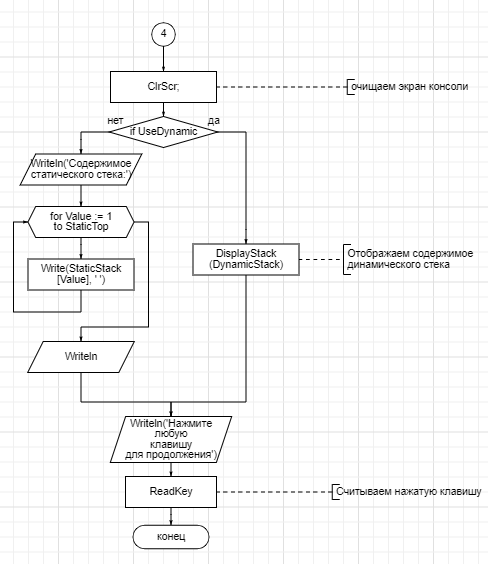 4
ClrScr;
очищаем экран консоли
нет
да
if UseDynamic
Writeln('Содержимое
статического стека:')
for Value := 1
to StaticTop
Write(StaticStack
[Value], ' ')
DisplayStack
(DynamicStack)
Отображаем содержимое
динамического стека
Writeln
Writeln('Нажмите
любую
клавишу
для продолжения')
ReadKey
Считываем нажатую клавишу
конец